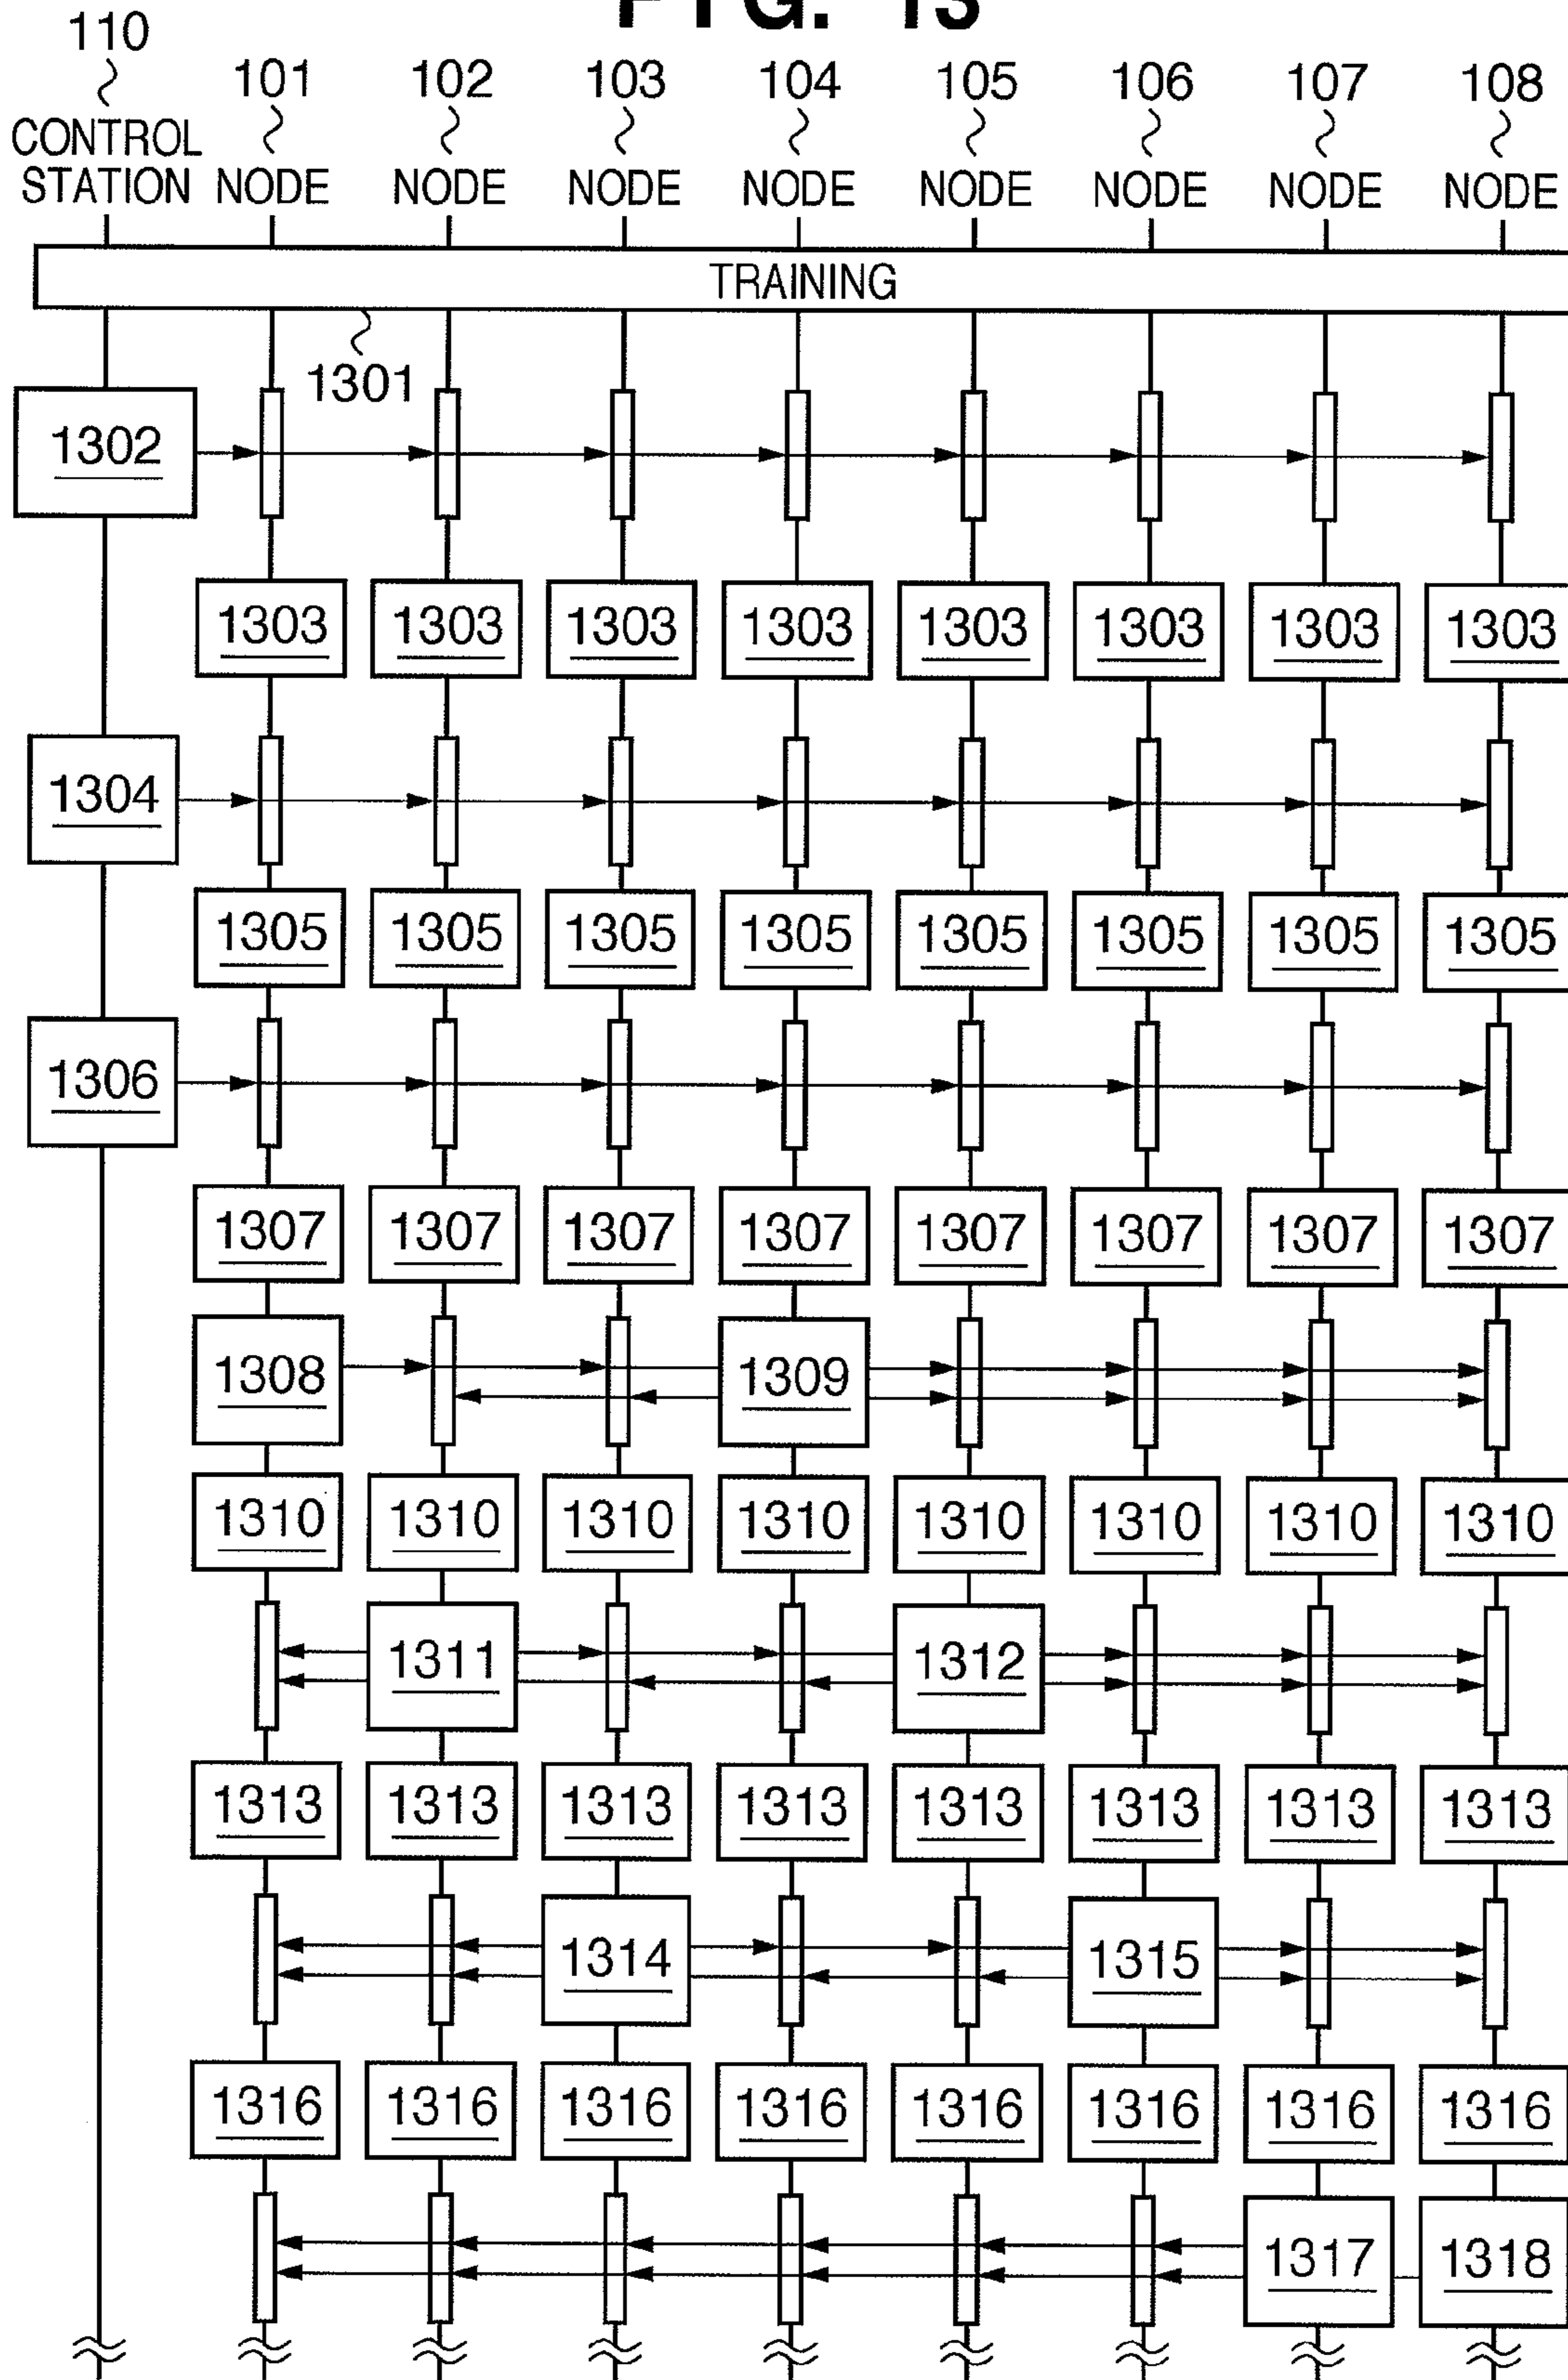 FIG. 13
110
101 102 103 104 105 106 107 108
CONTROL
STATION NODE NODE NODE NODE NODE NODE NODE NODE
TRAINING
1301
1302
1303 1303 1303 1303 1303 1303 1303 1303
1304
1305 1305 1305 1305 1305 1305 1305 1305
1306
1307 1307 1307 1307 1307 1307 1307 1307
1308 1309
1310 1310 1310 1310 1310 1310 1310 1310
1311 1312
1313 1313 1313 1313 1313 1313 1313 1313
1314 1315
1316 1316 1316 1316 1316 1316 1316 1316
1317 1318